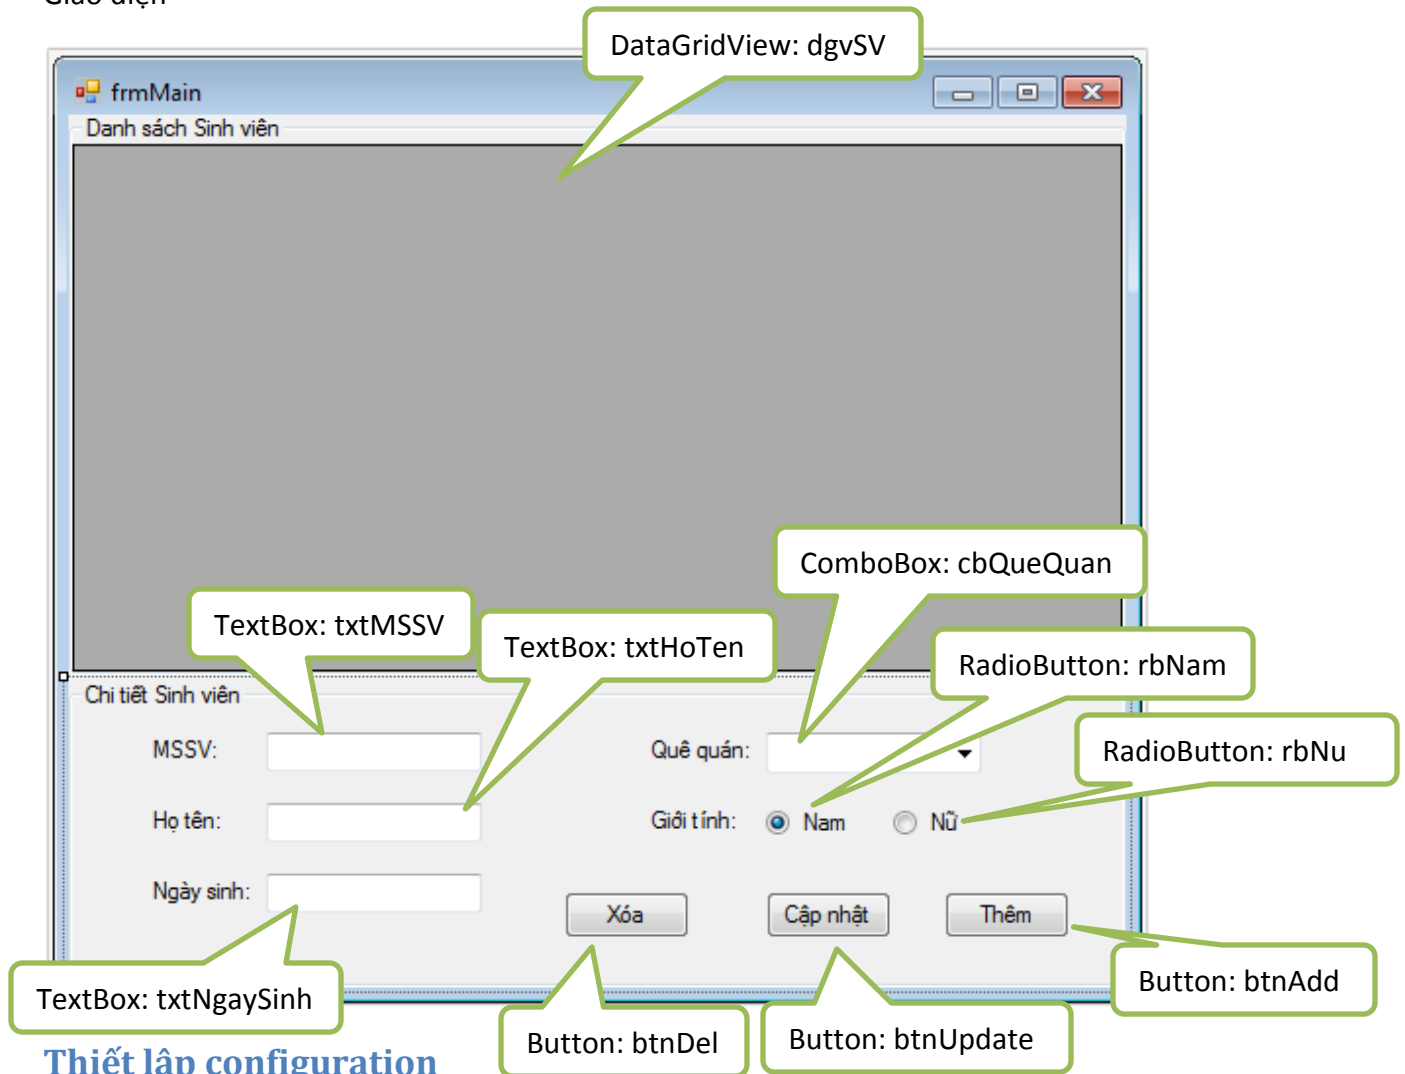 Giao diện
DataGridView: dgvSV
frmMain
Danh sách Sinh viên
ComboBox: cbQueQuan
TextBox: txtMSSV
TextBox: txtHoTen
RadioButton: rbNam
Chi tiết Sinh viên
MSSV:
Quê quán:
RadioButton: rbNu
Họ tên:
Giới tính:
Nam
Nữ
Ngày sinh:
Xóa
Cập nhật
Thêm
TextBox: txtNgaySinh
Button: btnAdd
Button: btnDel
Button: btnUpdate
Thiết lập configuration